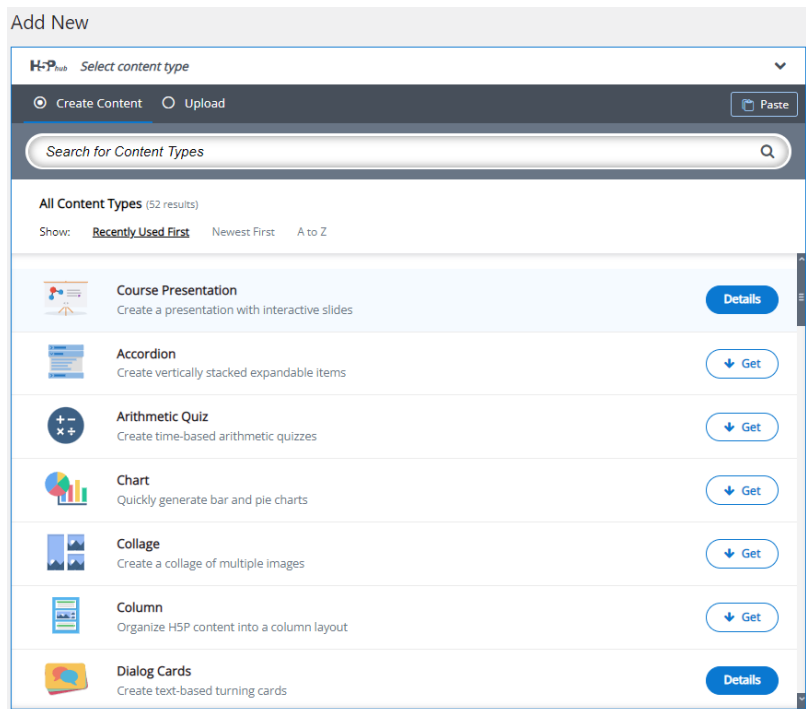 Add New
H5Phub Select content type
Create Content Upload Paste
Search for Content Types
All Content Types (52 results)
Show: Recently Used First Newest First A to Z
Course Presentation
Create a presentation with interactive slides
Details
Accordion
Create vertically stacked expandable items
Get
Arithmetic Quiz
Create time-based arithmetic quizzes
Get
Chart
Quickly generate bar and pie charts
Get
Collage
Create a collage of multiple images
Get
Column
Organize H5P content into a column layout
Get
Dialog Cards
Create text-based turning cards
Details